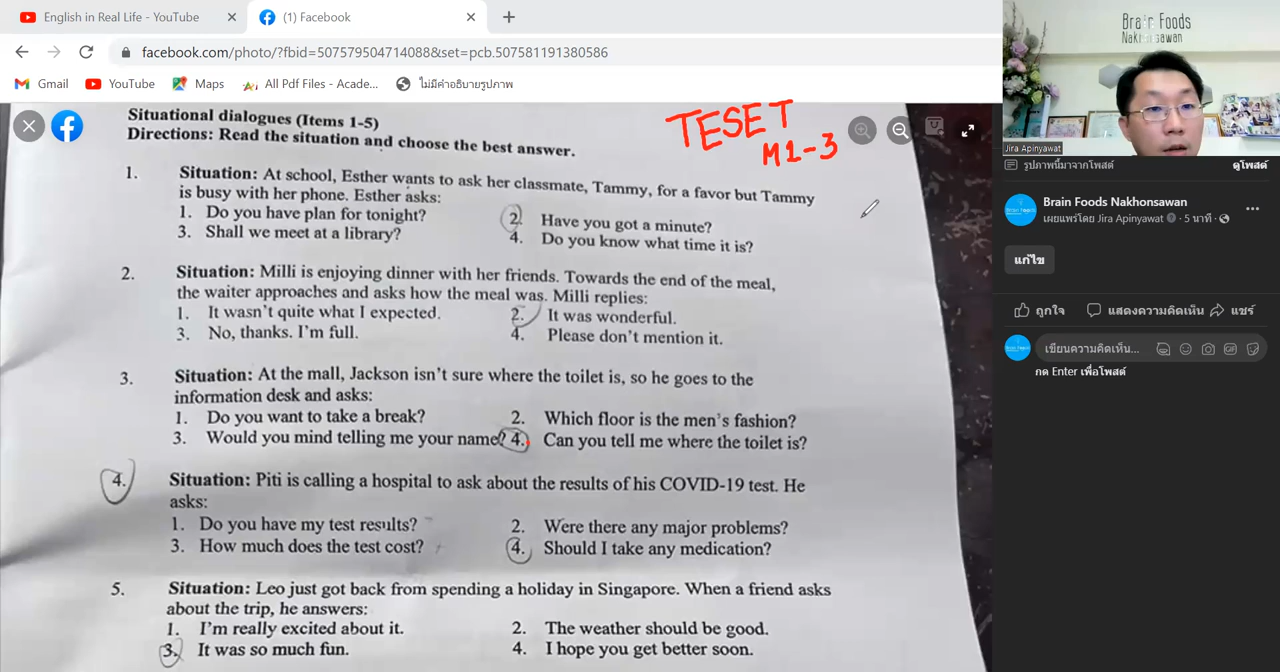 English in Real Life - YouTube
(1) Facebook
facebook.com/photo/?fbid=507579504714088&set=pcb.507581191380586
Gmail
YouTube
Maps
All Pdf Files - Acade...
ไม่มีคำอธิบายรูปภาพ
Situational dialogues (Items 1-5)
Directions: Read the situation and choose the best answer.
TESET
M1-3
1. Situation: At school, Esther wants to ask her classmate, Tammy, for a favor but Tammy
is busy with her phone. Esther asks:
1. Do you have plan for tonight? 2. Have you got a minute?
3. Shall we meet at a library? 4. Do you know what time it is?
2. Situation: Milli is enjoying dinner with her friends. Towards the end of the meal,
the waiter approaches and asks how the meal was. Milli replies:
1. It wasn't quite what I expected. 2. It was wonderful.
3. No, thanks. I'm full. 4. Please don't mention it.
3. Situation: At the mall, Jackson isn't sure where the toilet is, so he goes to the
information desk and asks:
1. Do you want to take a break? 2. Which floor is the men's fashion?
3. Would you mind telling me your name? 4. Can you tell me where the toilet is?
4. Situation: Piti is calling a hospital to ask about the results of his COVID-19 test. He
asks:
1. Do you have my test results? 2. Were there any major problems?
3. How much does the test cost? 4. Should I take any medication?
5. Situation: Leo just got back from spending a holiday in Singapore. When a friend asks
about the trip, he answers:
1. I'm really excited about it. 2. The weather should be good.
3. It was so much fun. 4. I hope you get better soon.
Brain Foods
Nakhonsawan
Jira Apinyawat
รูปภาพนี้มาจากโพสต์
ดูโพสต์
Brain Foods Nakhonsawan
เผยแพร่โดย Jira Apinyawat · 5 นาที ·
แก้ไข
ถูกใจ
แสดงความคิดเห็น
แชร์
เขียนความคิดเห็น...
กด Enter เพื่อโพสต์